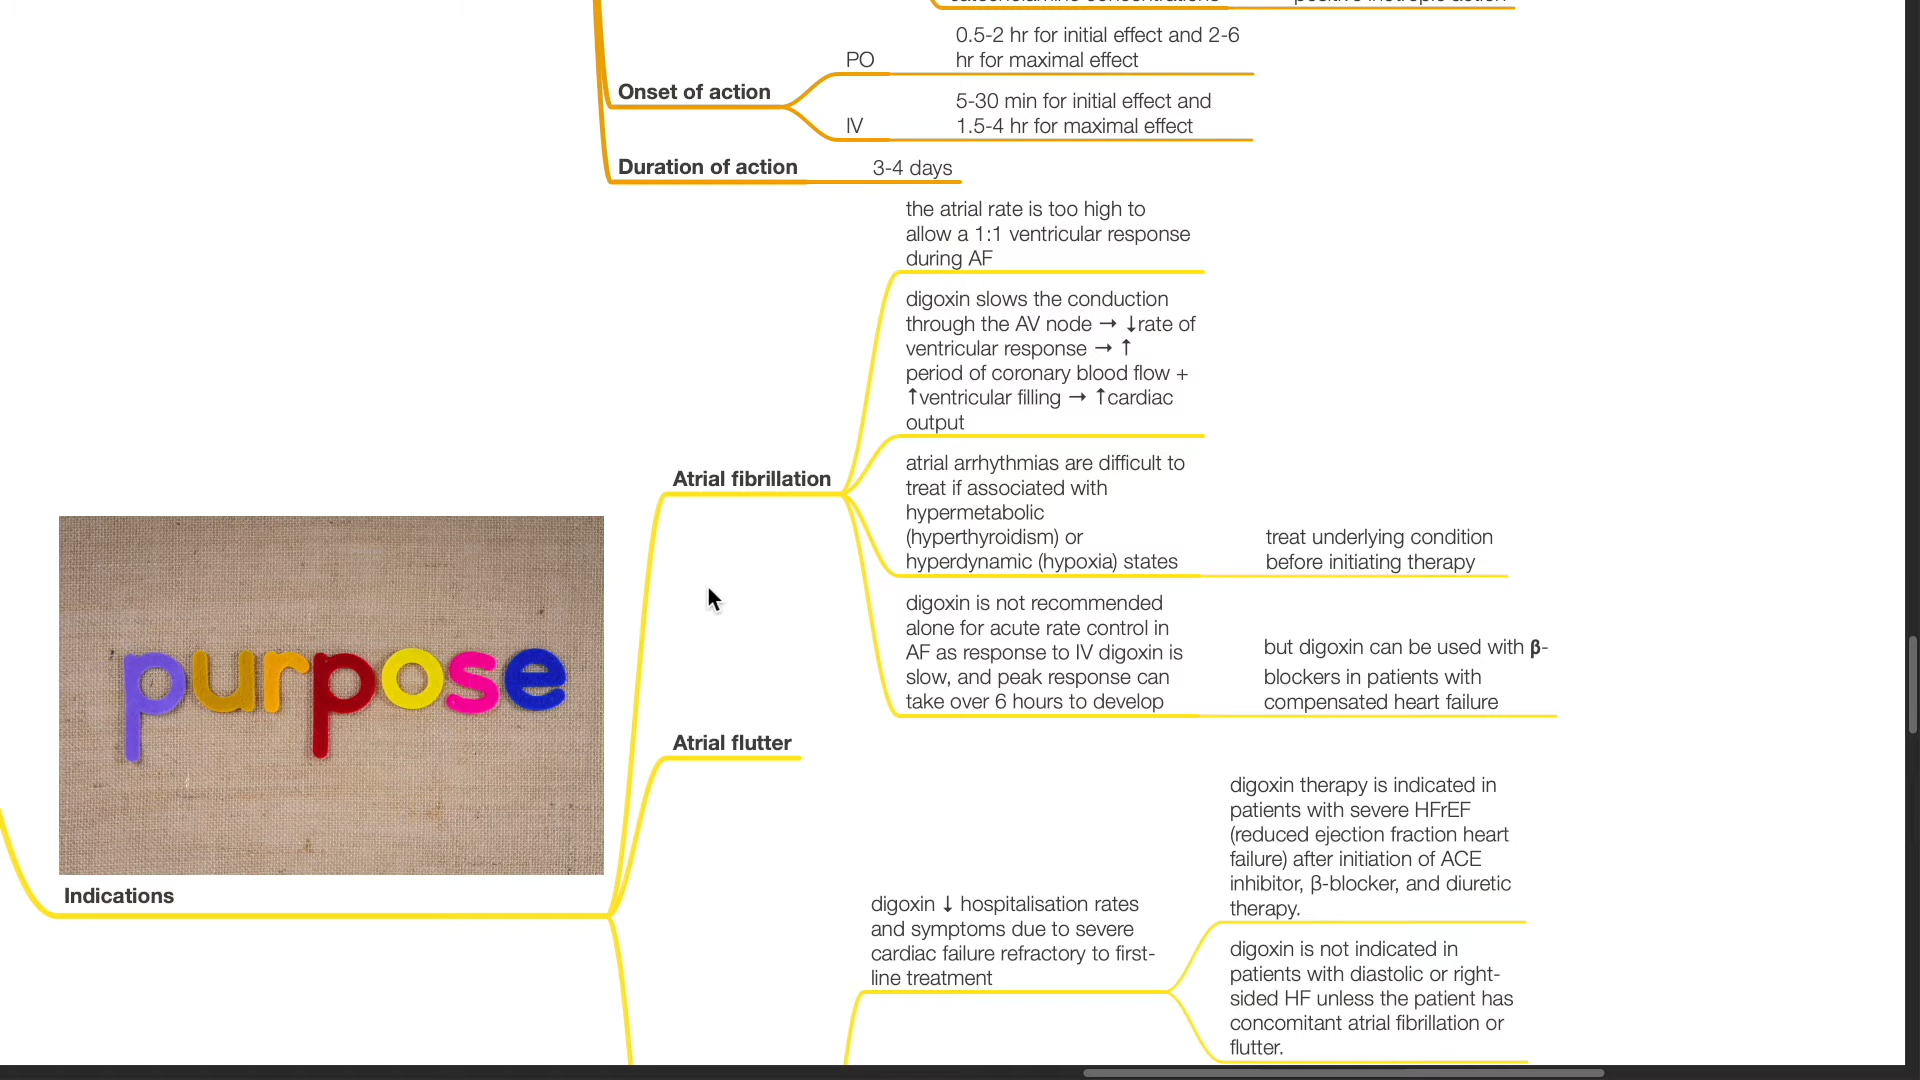 0.5-2 hr for initial effect and 2-6
hr for maximal effect
PO
Onset of action
5-30 min for initial effect and
1.5-4 hr for maximal effect
IV
Duration of action
3-4 days
the atrial rate is too high to
allow a 1:1 ventricular response
during AF
digoxin slows the conduction
through the AV node → ↓rate of
ventricular response → ↑
period of coronary blood flow +
↑ventricular filling → ↑cardiac
output
Atrial fibrillation
atrial arrhythmias are difficult to
treat if associated with
hypermetabolic
(hyperthyroidism) or
hyperdynamic (hypoxia) states
treat underlying condition
before initiating therapy
digoxin is not recommended
alone for acute rate control in
AF as response to IV digoxin is
slow, and peak response can
take over 6 hours to develop
but digoxin can be used with β-
blockers in patients with
compensated heart failure
purpose
Atrial flutter
Indications
digoxin ↓ hospitalisation rates
and symptoms due to severe
cardiac failure refractory to first-
line treatment
digoxin therapy is indicated in
patients with severe HFrEF
(reduced ejection fraction heart
failure) after initiation of ACE
inhibitor, β-blocker, and diuretic
therapy.
digoxin is not indicated in
patients with diastolic or right-
sided HF unless the patient has
concomitant atrial fibrillation or
flutter.